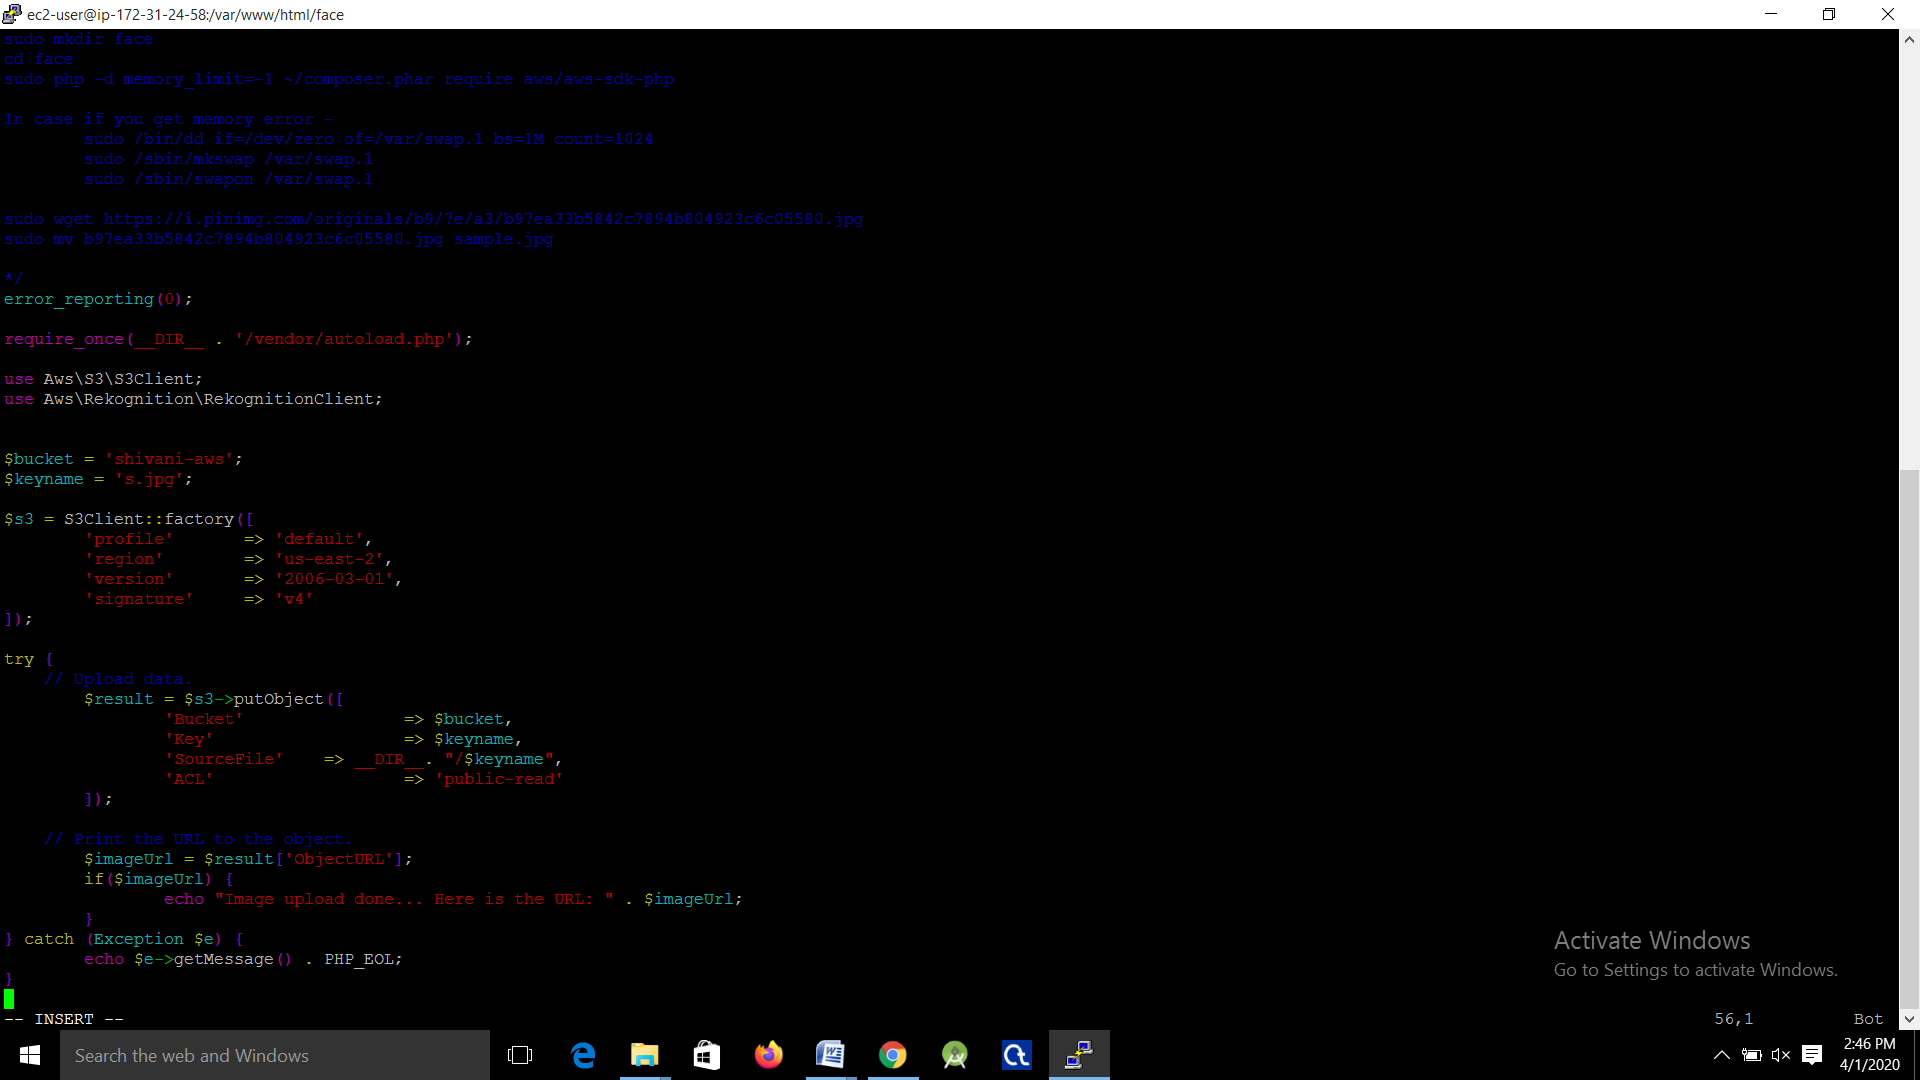 ec2-user@ip-172-31-24-58:/var/www/html/face
sudo mkdir face
cd face
sudo php -d memory_limit=-1 ~/composer.phar require aws/aws-sdk-php
In case if you get memory error -
sudo /bin/dd if=/dev/zero of=/var/swap.1 bs=1M count=1024
sudo /sbin/mkswap /var/swap.1
sudo /sbin/swapon /var/swap.1
sudo wget https://i.pinimg.com/originals/b9/7e/a3/b97ea33b5842c7894b804923c6c05580.jpg
sudo mv b97ea33b5842c7894b804923c6c05580.jpg sample.jpg
*/
error_reporting(0);
require_once(__DIR__ . '/vendor/autoload.php');
use Aws\S3\S3Client;
use Aws\Rekognition\RekognitionClient;
$bucket = 'shivani-aws';
$keyname = 's.jpg';
$s3 = S3Client::factory([
'profile' => 'default',
'region' => 'us-east-2',
'version' => '2006-03-01',
'signature' => 'v4'
]);
try {
// Upload data.
$result = $s3->putObject([
'Bucket' => $bucket,
'Key' => $keyname,
'SourceFile' => __DIR__. "/$keyname",
'ACL' => 'public-read'
]);
// Print the URL to the object.
$imageUrl = $result['ObjectURL'];
if($imageUrl) {
echo "Image upload done... Here is the URL: " . $imageUrl;
}
} catch (Exception $e) {
echo $e->getMessage() . PHP_EOL;
}
-- INSERT --
56,1
Bot
Activate Windows
Go to Settings to activate Windows.
Search the web and Windows
2:46 PM
4/1/2020